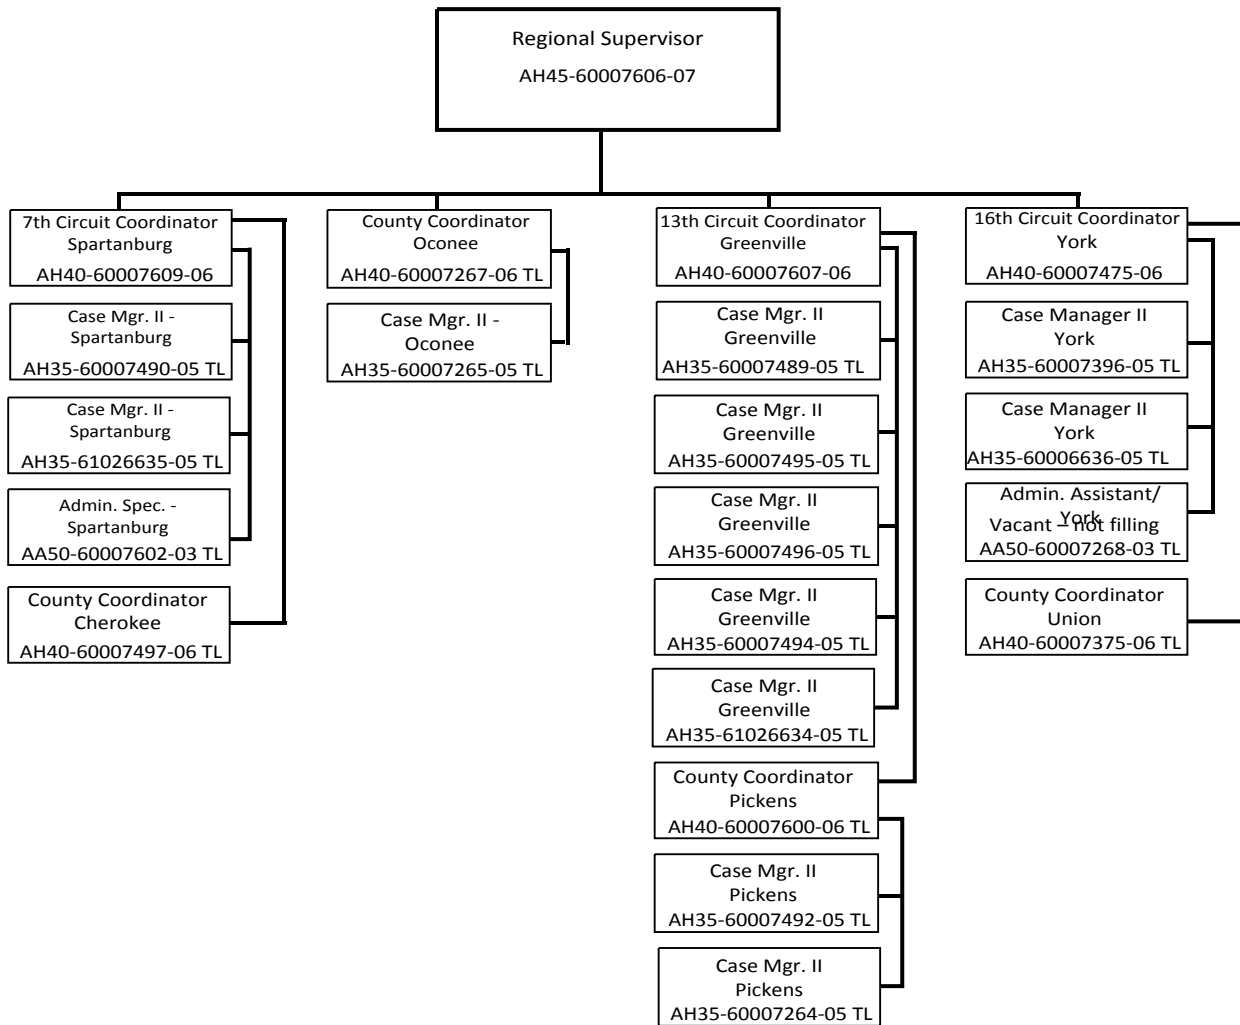 Regional Supervisor
AH45-60007606-07
7th Circuit Coordinator
Spartanburg
AH40-60007609-06
Case Mgr. II -
Spartanburg
AH35-60007490-05 TL
Case Mgr. II -
Spartanburg
AH35-61026635-05 TL
Admin. Spec. -
Spartanburg
AA50-60007602-03 TL
County Coordinator
Cherokee
AH40-60007497-06 TL
County Coordinator
Oconee
AH40-60007267-06 TL
Case Mgr. II -
Oconee
AH35-60007265-05 TL
13th Circuit Coordinator
Greenville
AH40-60007607-06
Case Mgr. II
Greenville
AH35-60007489-05 TL
Case Mgr. II
Greenville
AH35-60007495-05 TL
Case Mgr. II
Greenville
AH35-60007496-05 TL
Case Mgr. II
Greenville
AH35-60007494-05 TL
Case Mgr. II
Greenville
AH35-61026634-05 TL
County Coordinator
Pickens
AH40-60007600-06 TL
Case Mgr. II
Pickens
AH35-60007492-05 TL
Case Mgr. II
Pickens
AH35-60007264-05 TL
16th Circuit Coordinator
York
AH40-60007475-06
Case Manager II
York
AH35-60007396-05 TL
Case Manager II
York
AH35-60006636-05 TL
Admin. Assistant/
York
Vacant – not filling
AA50-60007268-03 TL
County Coordinator
Union
AH40-60007375-06 TL